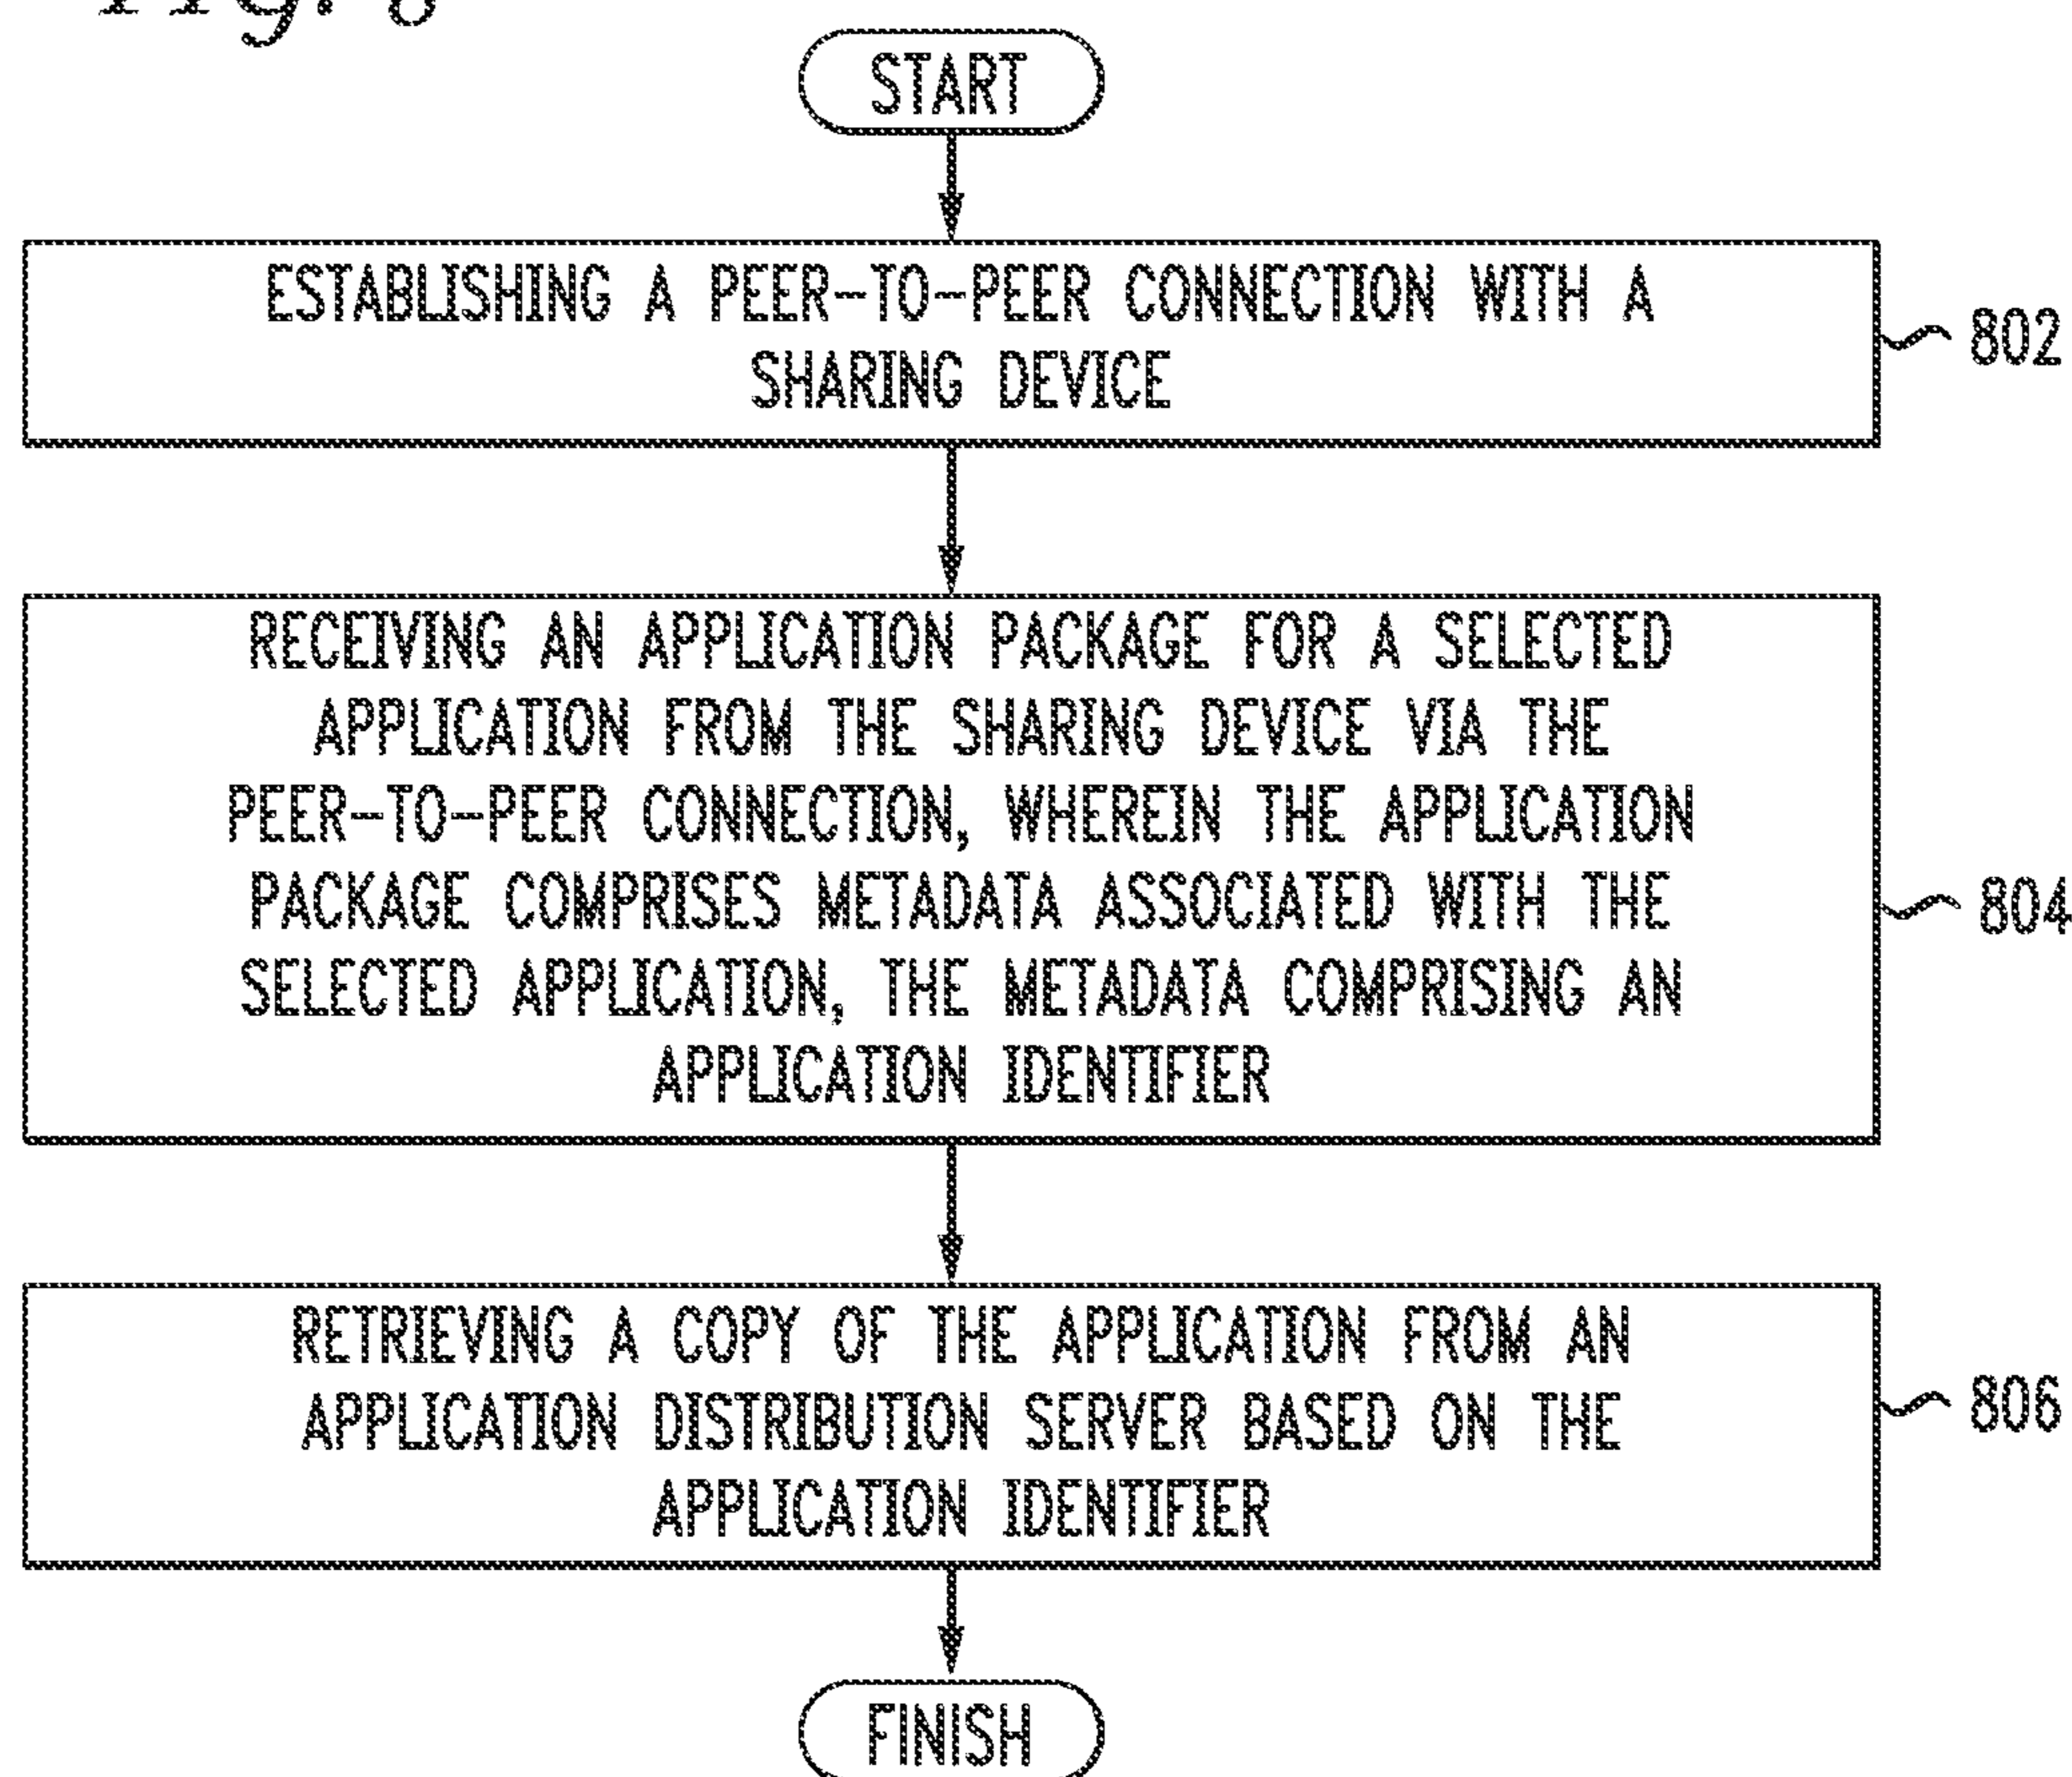 Fig. 8
START
ESTABLISHING A PEER-TO-PEER CONNECTION WITH A
SHARING DEVICE
802
RECEIVING AN APPLICATION PACKAGE FOR A SELECTED
APPLICATION FROM THE SHARING DEVICE VIA THE
PEER-TO-PEER CONNECTION, WHEREIN THE APPLICATION
PACKAGE COMPRISES METADATA ASSOCIATED WITH THE
SELECTED APPLICATION, THE METADATA COMPRISING AN
APPLICATION IDENTIFIER
804
RETRIEVING A COPY OF THE APPLICATION FROM AN
APPLICATION DISTRIBUTION SERVER BASED ON THE
APPLICATION IDENTIFIER
806
FINISH